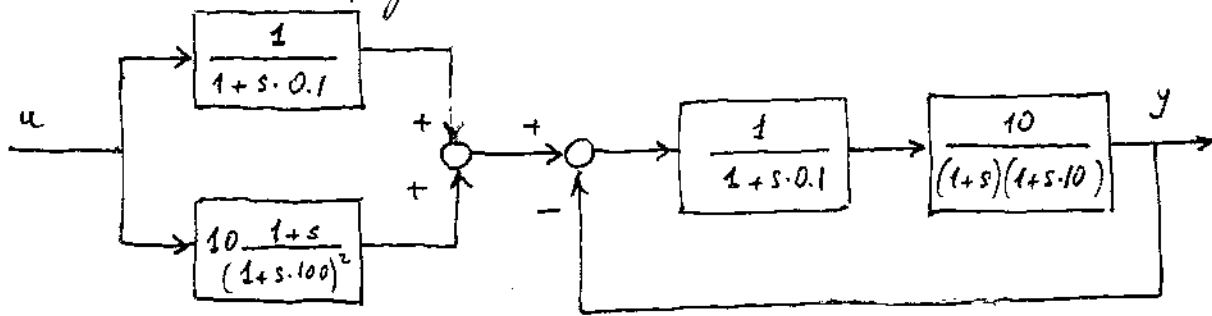 u
1
1 + s · 0.1
10 1 + s
(1 + s · 100)²
+
+
+
−
1
1 + s · 0.1
10
(1 + s)(1 + s · 10)
y